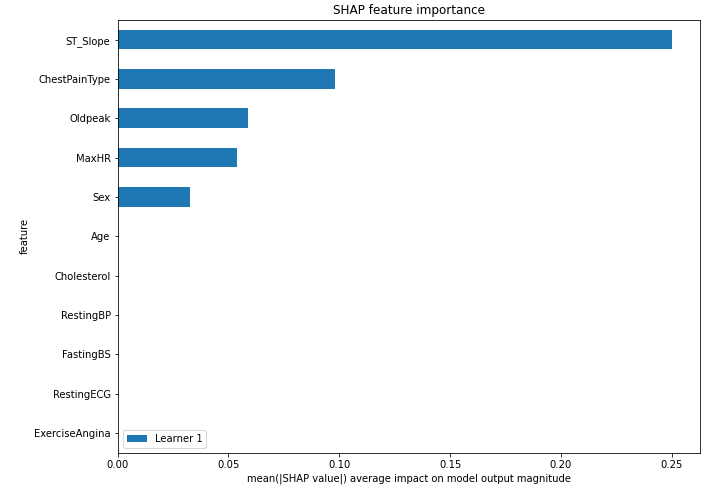 SHAP feature importance
ST_Slope
ChestPainType
Oldpeak
MaxHR
Sex
Age
Cholesterol
RestingBP
FastingBS
RestingECG
ExerciseAngina
feature
Learner 1
0.00 0.05 0.10 0.15 0.20 0.25
mean(|SHAP value|) average impact on model output magnitude